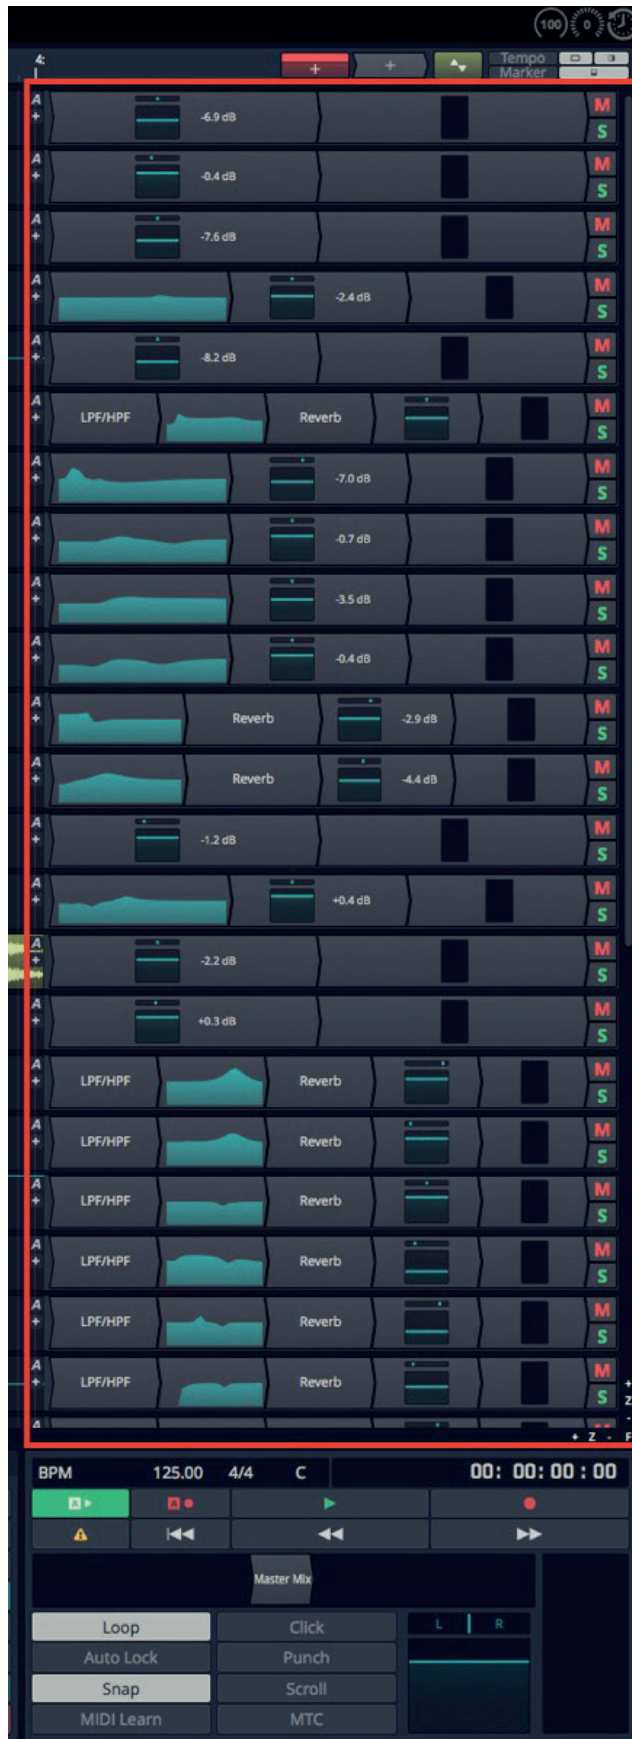 100 0
4: + + Tempo
Marker
A M
+ -6.9 dB S
A M
+ -0.4 dB S
A M
+ -7.6 dB S
A M
+ -2.4 dB S
A M
+ -8.2 dB S
A M
+ LPF/HPF Reverb S
A M
+ -7.0 dB S
A M
+ -0.7 dB S
A M
+ -3.5 dB S
A M
+ -0.4 dB S
A M
+ Reverb -2.9 dB S
A M
+ Reverb -4.4 dB S
A M
+ -1.2 dB S
A M
+ +0.4 dB S
A M
+ -2.2 dB S
A M
+ +0.3 dB S
A M
+ LPF/HPF Reverb S
A M
+ LPF/HPF Reverb S
A M
+ LPF/HPF Reverb S
A M
+ LPF/HPF Reverb S
A M
+ LPF/HPF Reverb S
A M
+ LPF/HPF Reverb S +
Z
A -
+ Z - F
BPM 125.00 4/4 C 00: 00: 00 : 00
A A
Master Mix
Loop Click L R
Auto Lock Punch
Snap Scroll
MIDI Learn MTC